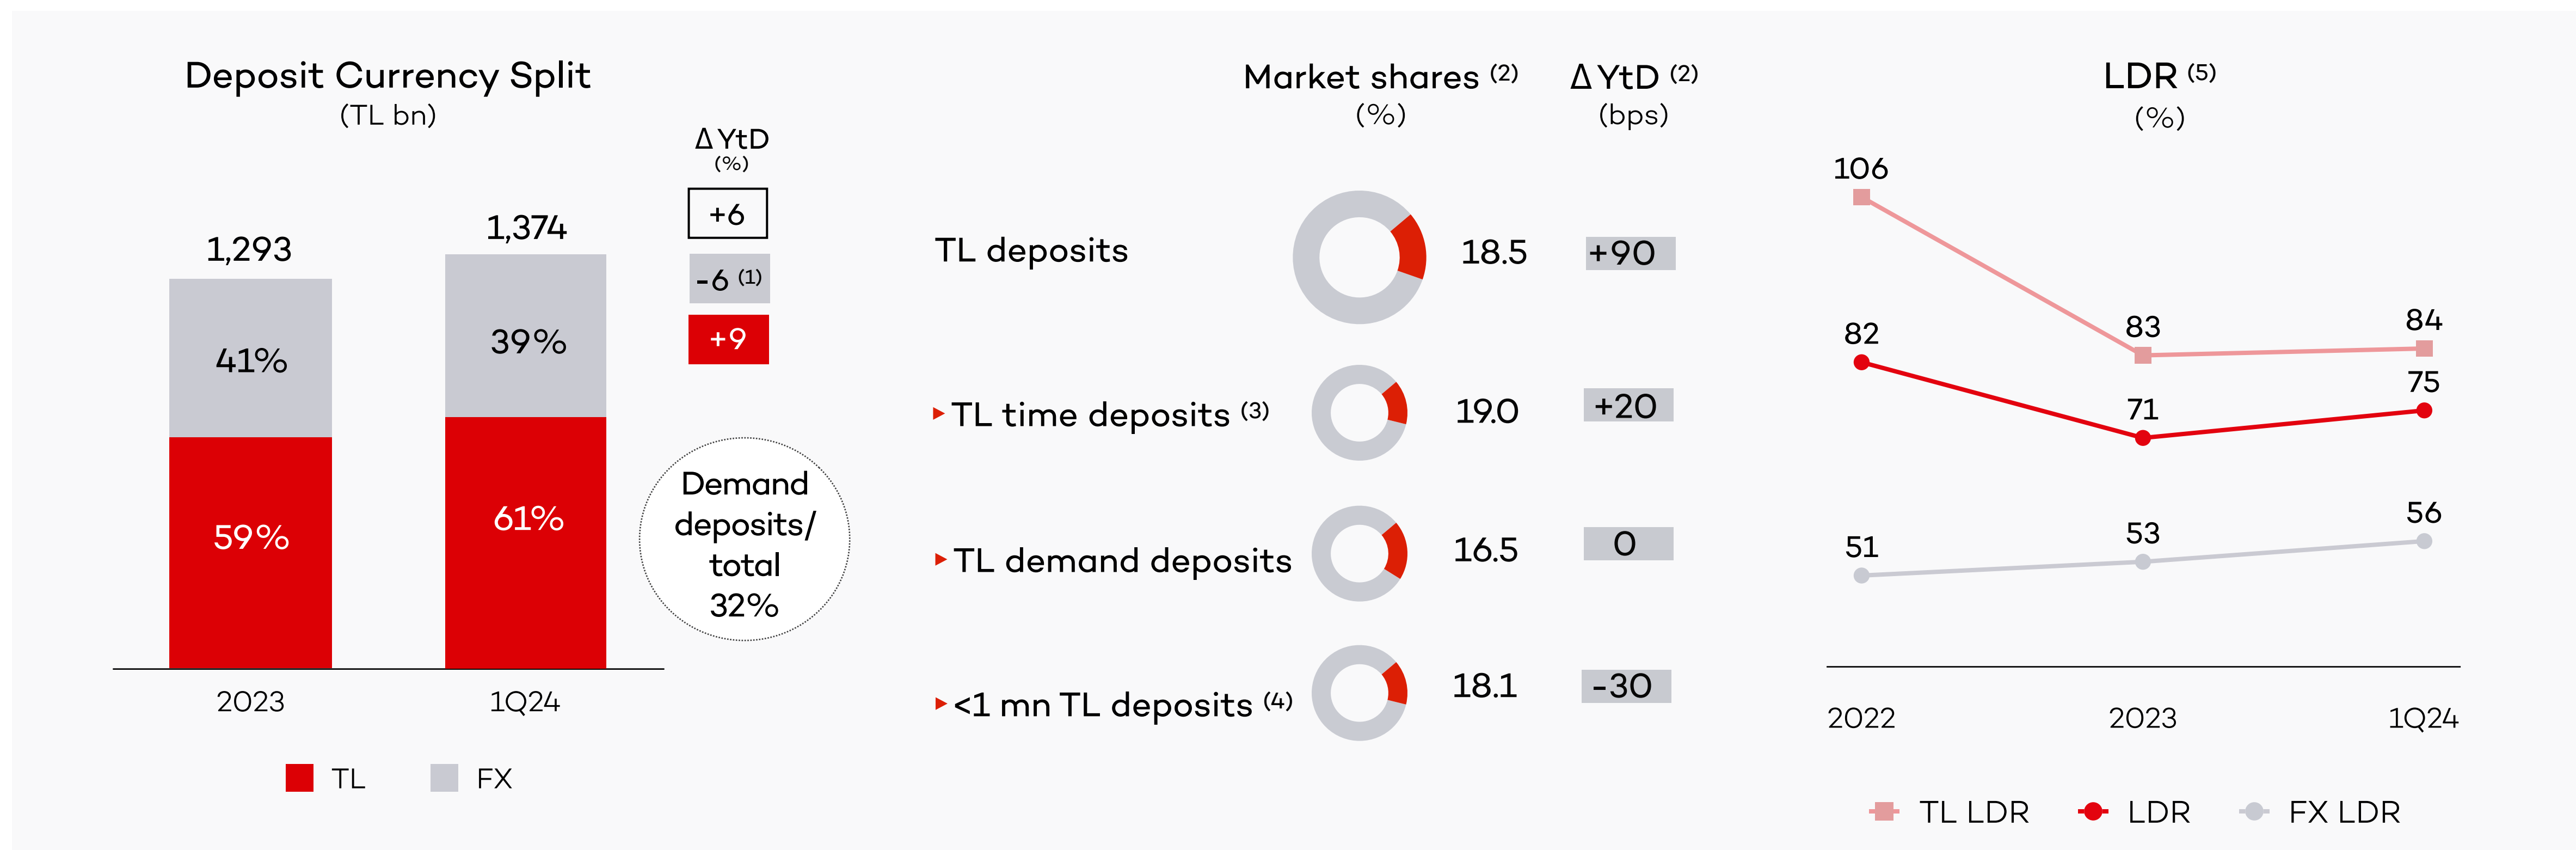 Deposit Currency Split
(TL bn)
Δ YtD
(%)
+6
-6 (1)
+9
1,293
1,374
41%
39%
59%
61%
2023
1Q24
TL
FX
Demand
deposits/
total
32%
Market shares (2)
(%)
Δ YtD (2)
(bps)
TL deposits
18.5
+90
TL time deposits (3)
19.0
+20
TL demand deposits
16.5
0
<1 mn TL deposits (4)
18.1
-30
LDR (5)
(%)
106
83
84
82
71
75
51
53
56
2022
2023
1Q24
TL LDR
LDR
FX LDR